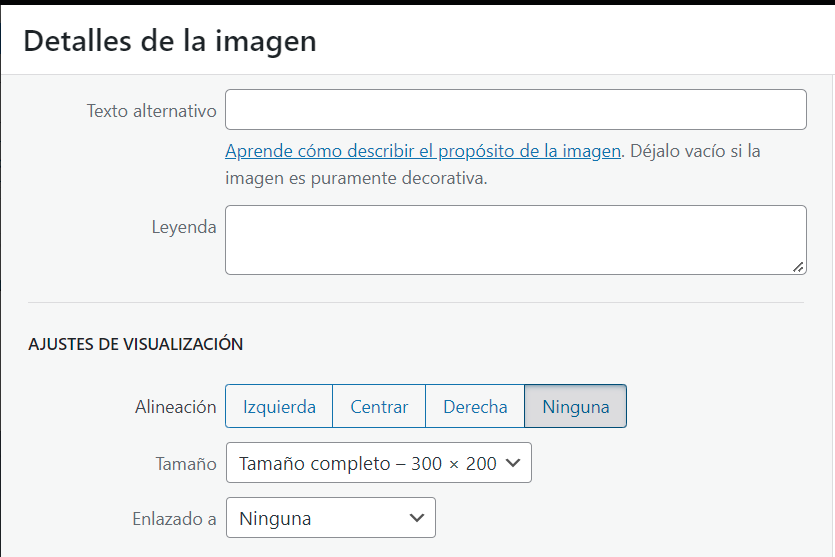 Detalles de la imagen
Texto alternativo
Aprende cómo describir el propósito de la imagen. Déjalo vacío si la
imagen es puramente decorativa.
Leyenda
AJUSTES DE VISUALIZACIÓN
Alineación Izquierda Centrar Derecha Ninguna
Tamaño Tamaño completo – 300 × 200
Enlazado a Ninguna